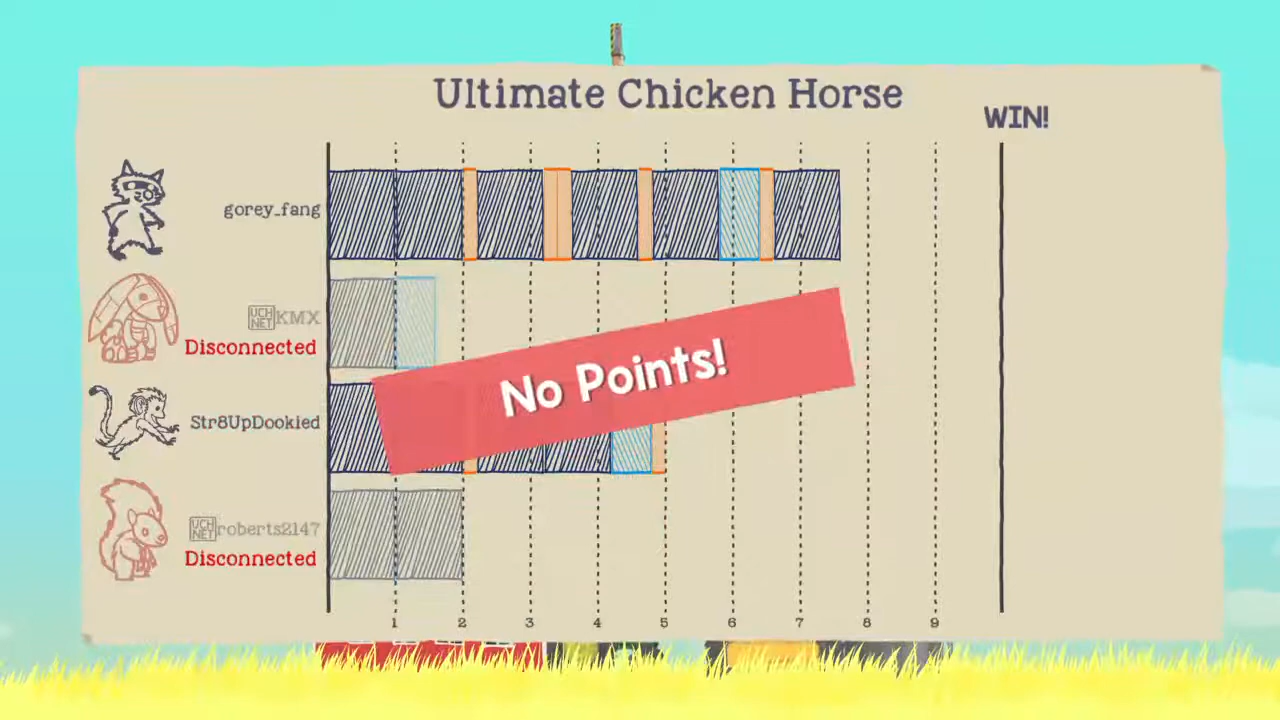 Ultimate Chicken Horse
WIN!
gorey_fang
UCH NET KMX
Disconnected
No Points!
Str8UpDookied
UCH NET roberts2147
Disconnected
1 2 3 4 5 6 7 8 9